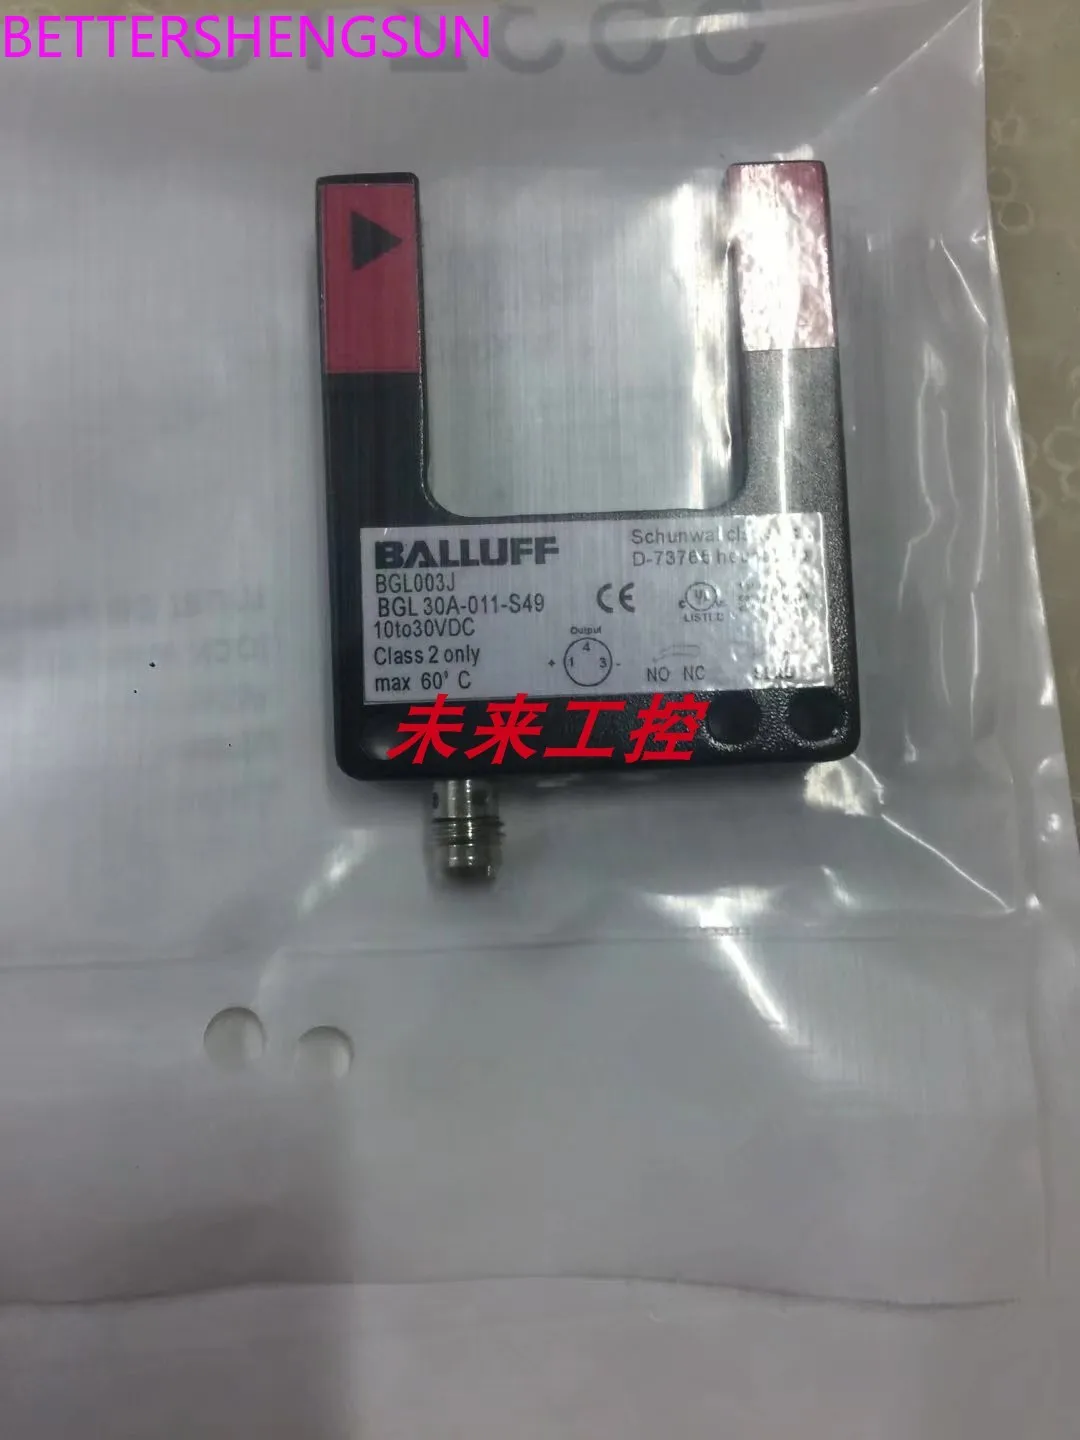 BETTERSHENGSUN
BALLUFF
BGL003J
BGL 30A-011-S49
10to30VDC
Class 2 only
max 60° C
D-73765
CE
UL
LISTED
Output
+ 1 4 3 -
NO NC
未来工控